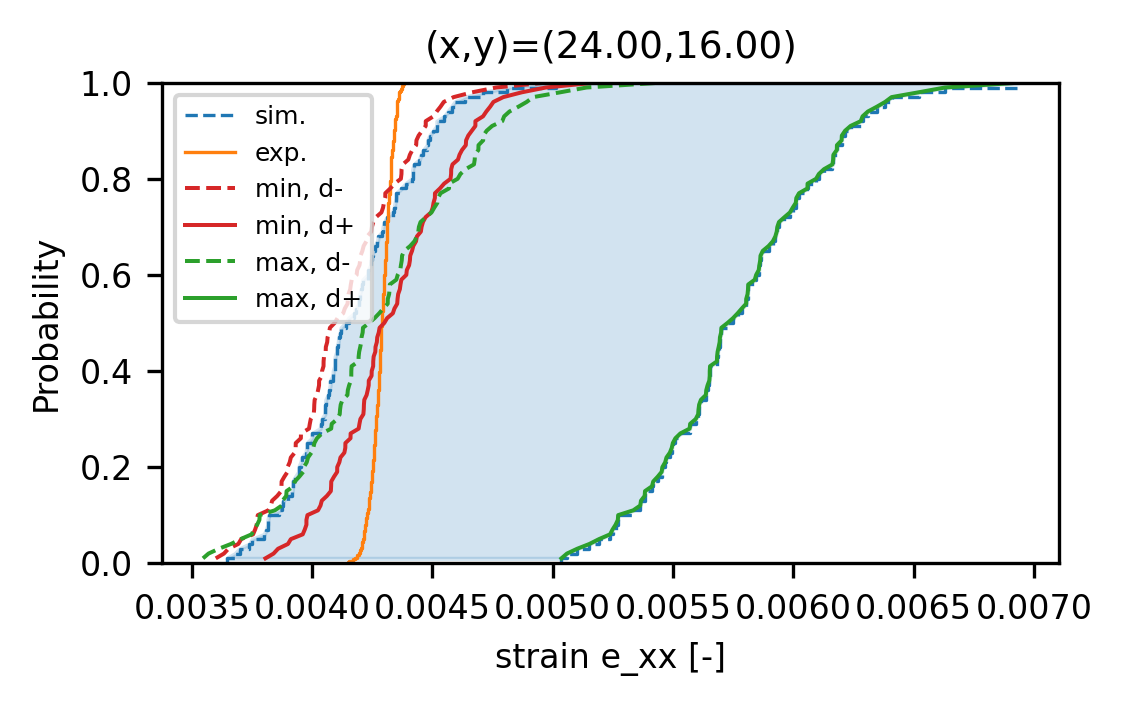 (x,y)=(24.00,16.00)
1.0
0.8
0.6
0.4
0.2
0.0
Probability
sim.
exp.
min, d-
min, d+
max, d-
max, d+
0.0035 0.0040 0.0045 0.0050 0.0055 0.0060 0.0065 0.0070
strain e_xx [-]